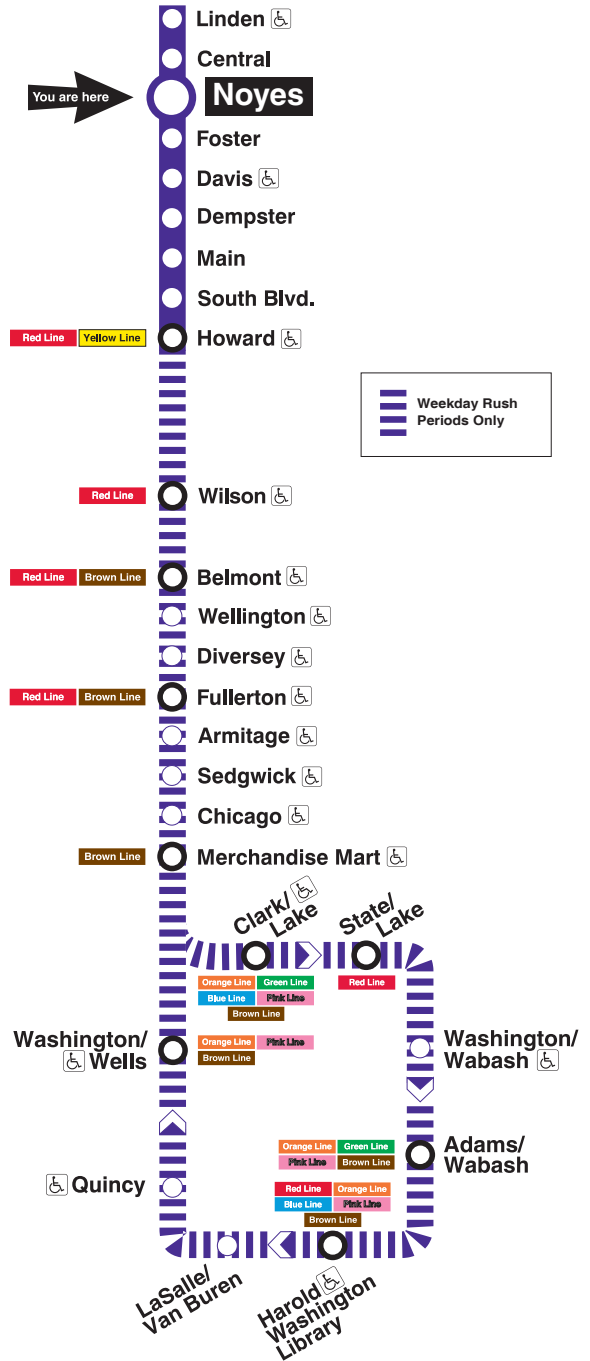 Linden
Central
You are here
Noyes
Foster
Davis
Dempster
Main
South Blvd.
Red Line Yellow Line Howard
Weekday Rush
Periods Only
Red Line Wilson
Red Line Brown Line Belmont
Wellington
Diversey
Red Line Brown Line Fullerton
Armitage
Sedgwick
Chicago
Brown Line Merchandise Mart
Clark/
Lake
State/
Lake
Orange Line Green Line
Blue Line Pink Line
Brown Line
Red Line
Washington/
Wells
Orange Line Pink Line
Brown Line
Washington/
Wabash
Orange Line Green Line
Pink Line Brown Line
Adams/
Wabash
Quincy
Red Line Orange Line
Blue Line Pink Line
Brown Line
LaSalle/
Van Buren
Harold
Washington
Library